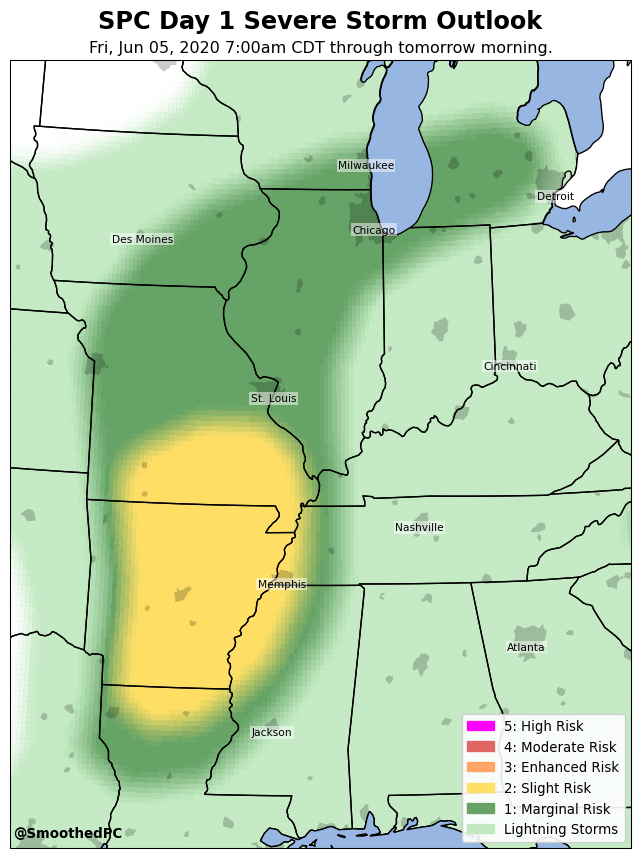 SPC Day 1 Severe Storm Outlook
Fri, Jun 05, 2020 7:00am CDT through tomorrow morning.
Milwaukee
Detroit
Chicago
Des Moines
Cincinnati
St. Louis
Nashville
Memphis
Atlanta
Jackson
5: High Risk
4: Moderate Risk
3: Enhanced Risk
2: Slight Risk
1: Marginal Risk
Lightning Storms
@SmoothedPC